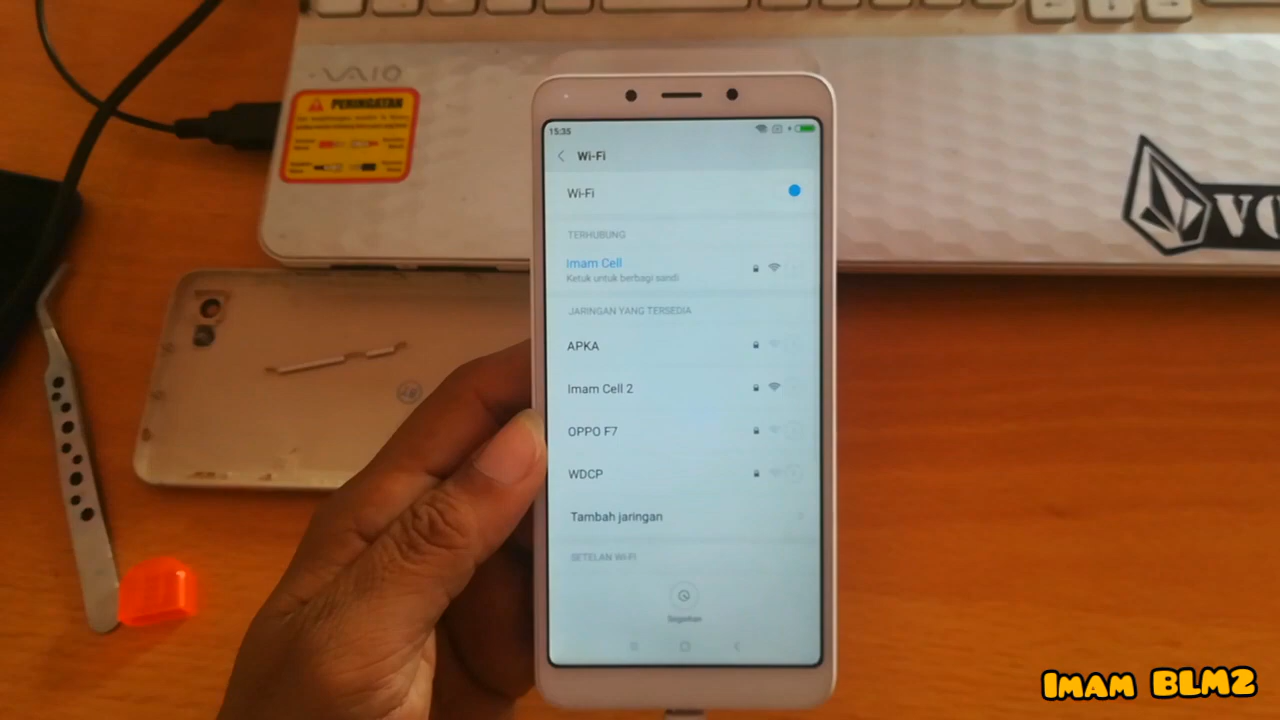 VAIO
PERINGATAN
15:35
Wi-Fi
Wi-Fi
TERHUBUNG
Imam Cell
Ketuk untuk berbagi sandi
JARINGAN YANG TERSEDIA
APKA
Imam Cell 2
OPPO F7
WDCP
Tambah jaringan
SETELAN WI-FI
Segarkan
IMAM BLM2